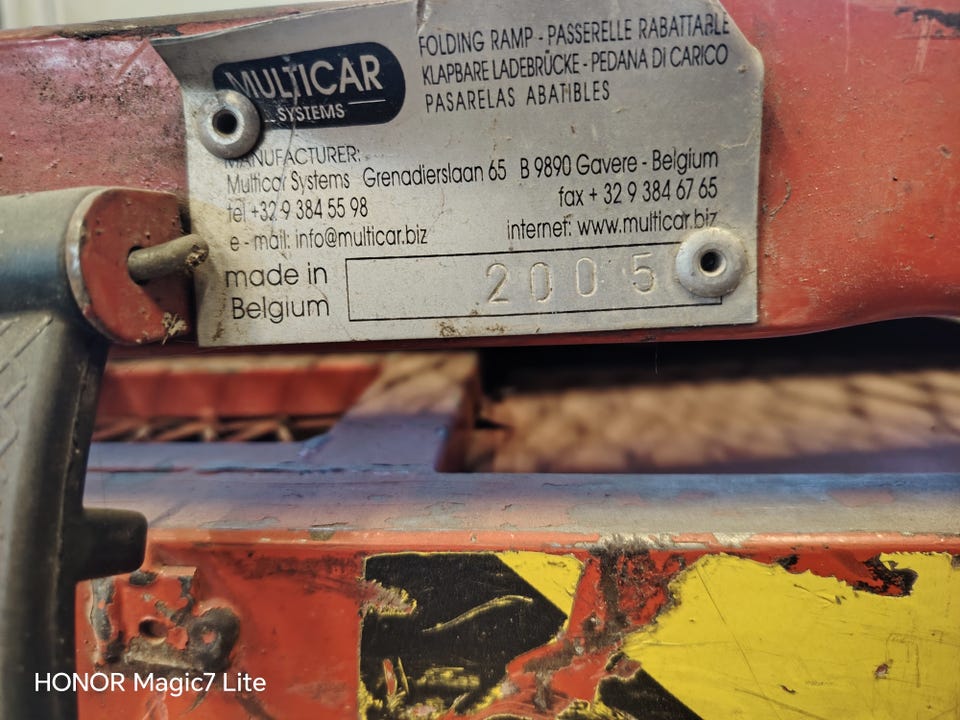 MULTICAR
SYSTEMS
FOLDING RAMP - PASSERELLE RABATTABLE
KLAPBARE LADEBRÜCKE - PEDANA DI CARICO
PASARELAS ABATIBLES
MANUFACTURER:
Multicar Systems Grenadierslaan 65 B 9890 Gavere - Belgium
tel +32 9 384 55 98 fax + 32 9 384 67 65
e - mail: info@multicar.biz internet: www.multicar.biz
made in
Belgium
2005
HONOR Magic7 Lite